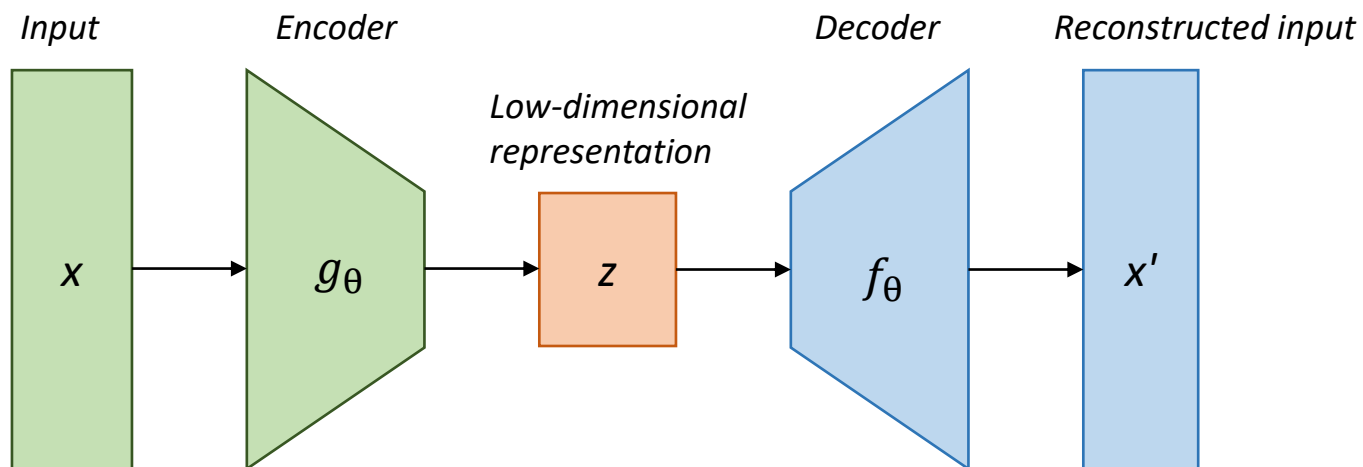 Input
Encoder
Decoder
Reconstructed input
Low-dimensional
representation
x
gθ
z
fθ
x'